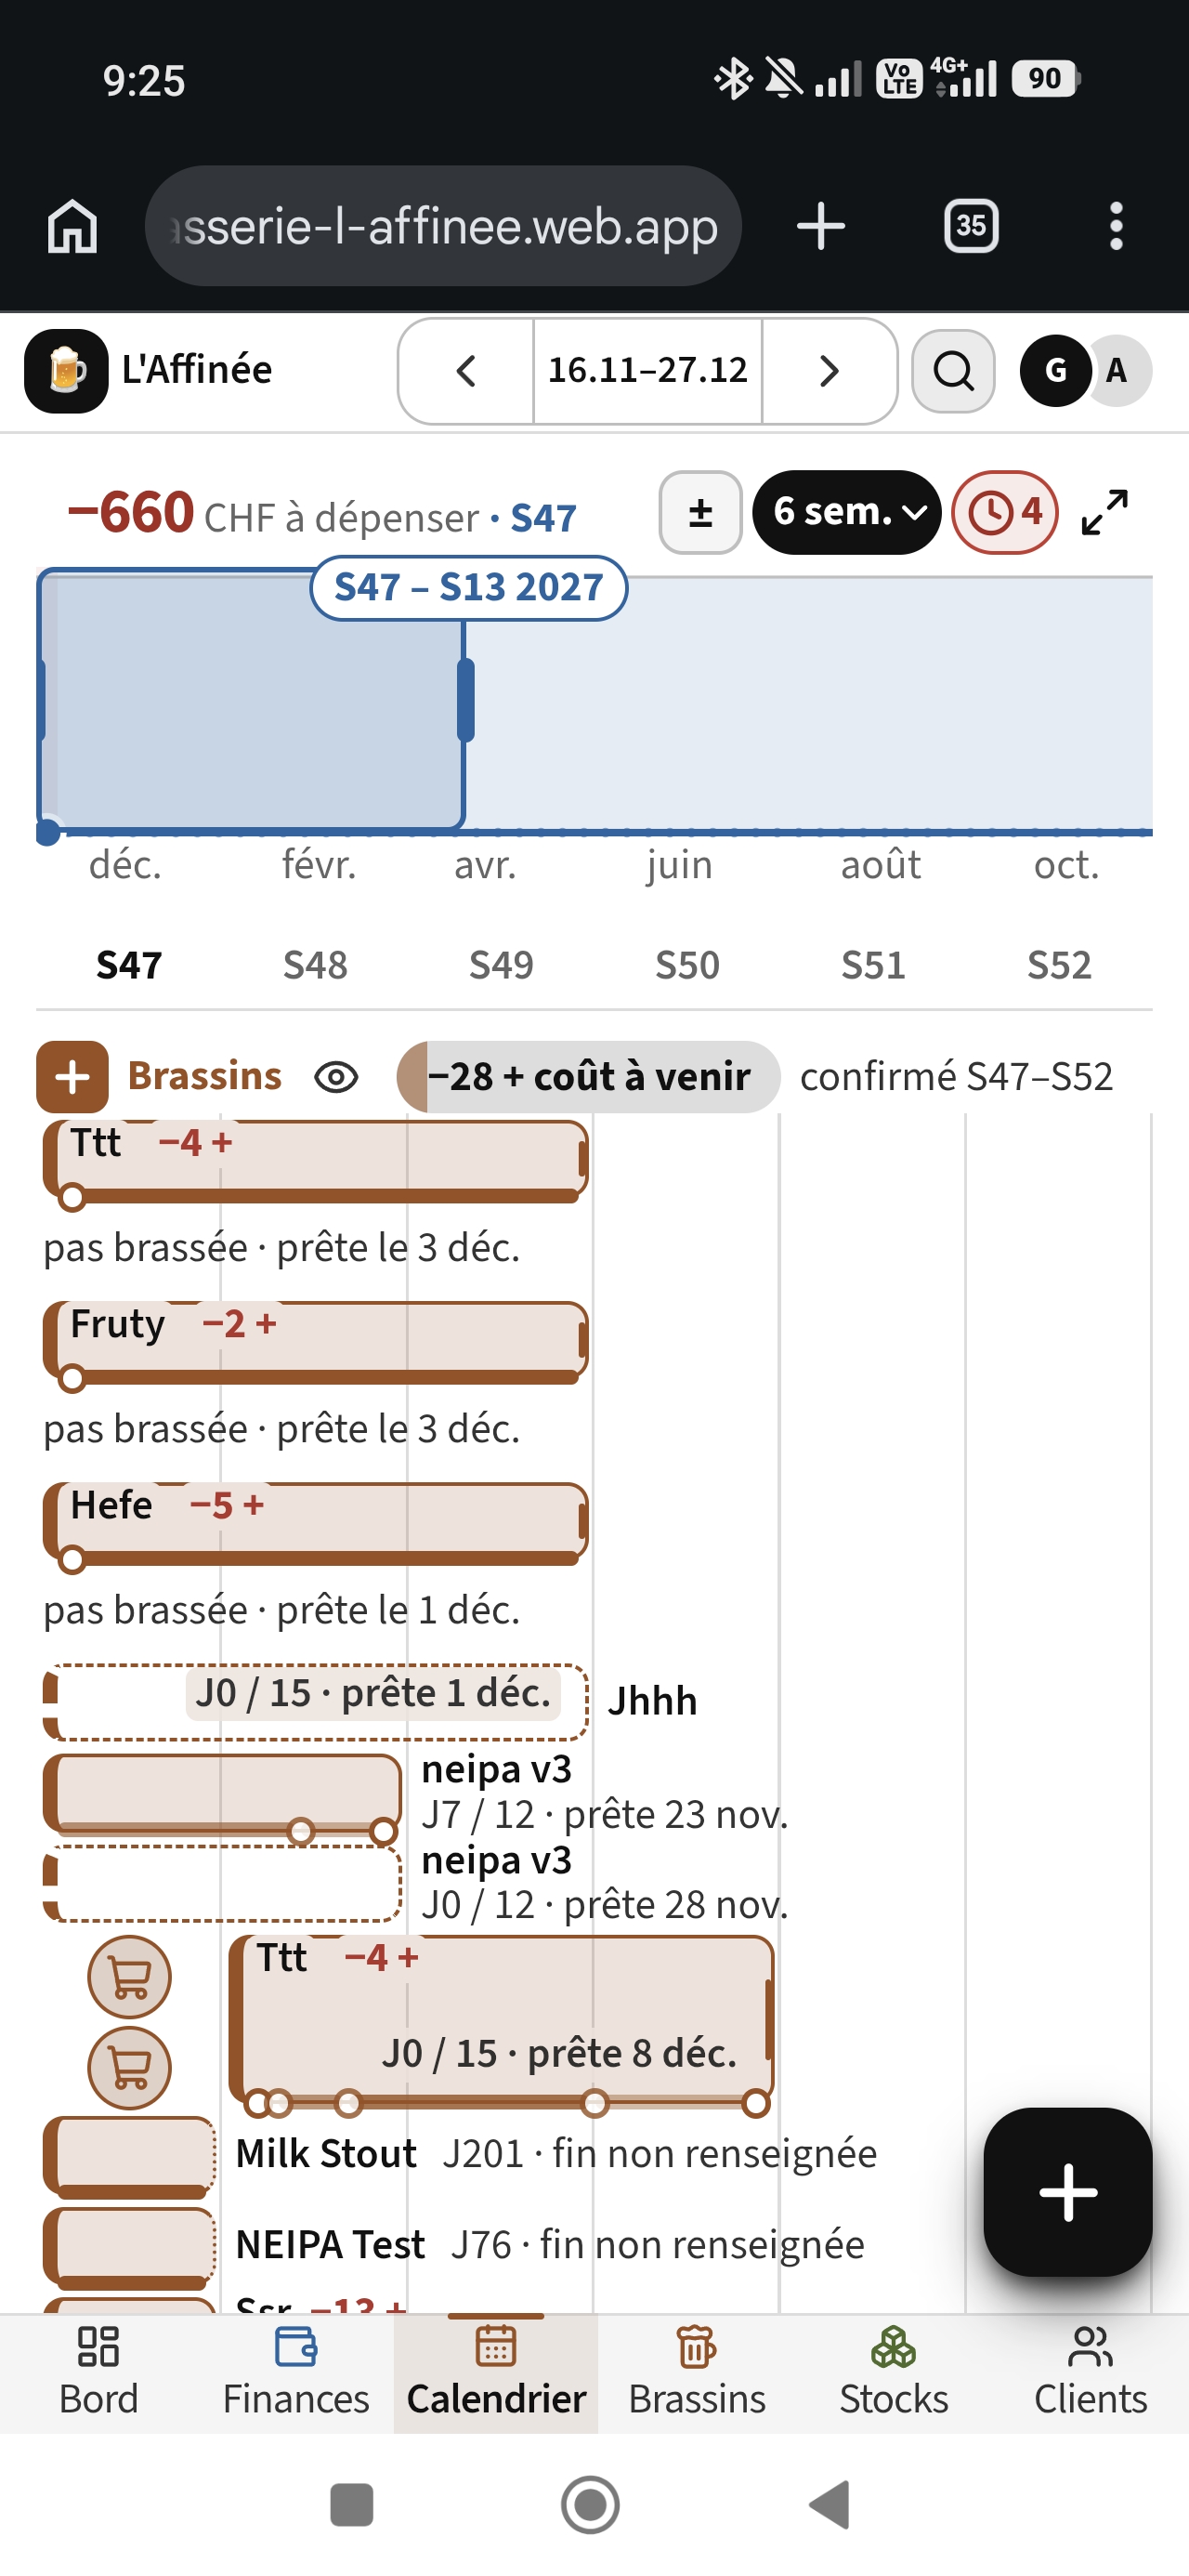 9:25
Vo LTE
4G+
90
asserie-l-affinee.web.app
35
L'Affinée
16.11–27.12
G
A
−660 CHF à dépenser · S47
±
6 sem.
4
S47 – S13 2027
déc.
févr.
avr.
juin
août
oct.
S47
S48
S49
S50
S51
S52
Brassins
−28 + coût à venir
confirmé S47–S52
Ttt −4 +
pas brassée · prête le 3 déc.
Fruty −2 +
pas brassée · prête le 3 déc.
Hefe −5 +
pas brassée · prête le 1 déc.
J0 / 15 · prête 1 déc.
Jhhh
neipa v3
J7 / 12 · prête 23 nov.
neipa v3
J0 / 12 · prête 28 nov.
Ttt −4 +
J0 / 15 · prête 8 déc.
Milk Stout J201 · fin non renseignée
NEIPA Test J76 · fin non renseignée
Ssr −13 +
Bord
Finances
Calendrier
Brassins
Stocks
Clients